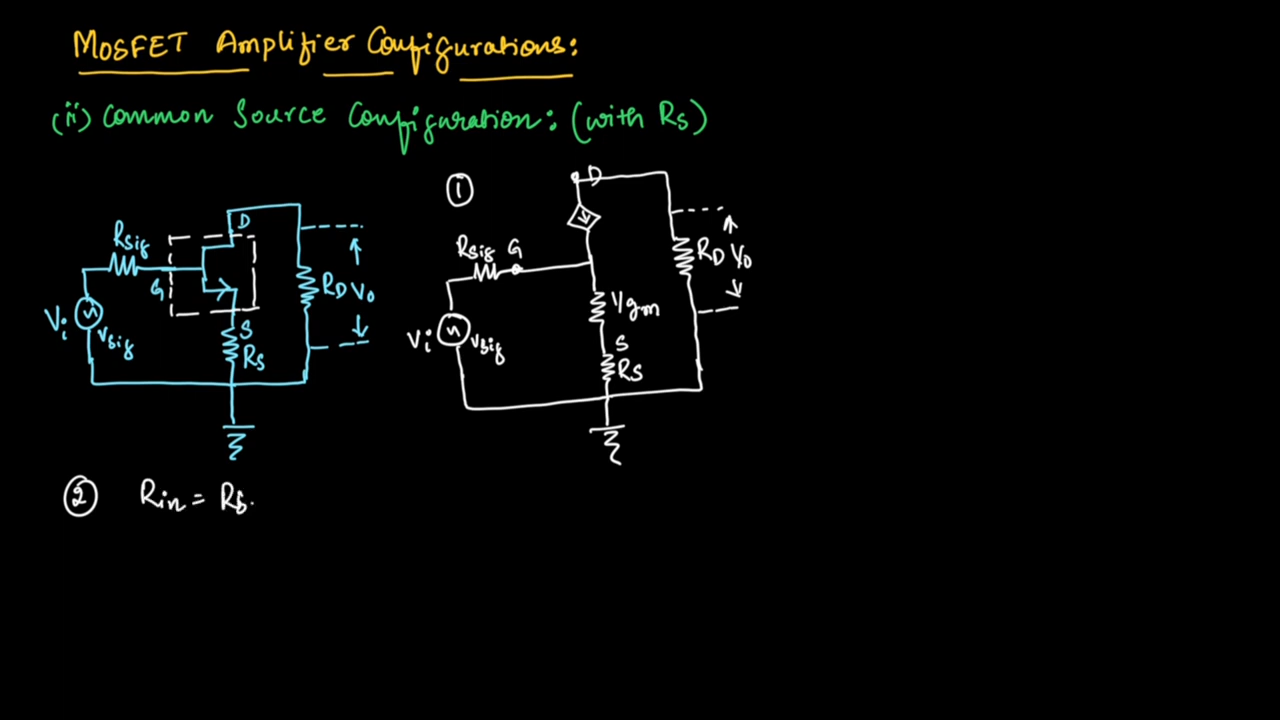 MOSFET Amplifier Configurations:
(ii) Common Source Configuration: (with Rs)
①
D
Rsig
G
Vi
Vsig
S
Rs
RD Vo
D
Rsig G
Vi
Vsig
1/gm
S
Rs
RD Vo
② Rin =